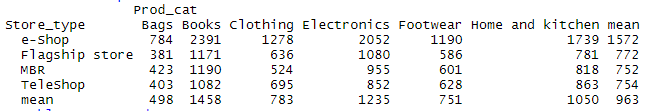 Prod_cat
Store_type Bags Books Clothing Electronics Footwear Home and kitchen mean
e-Shop 784 2391 1278 2052 1190 1739 1572
Flagship store 381 1171 636 1080 586 781 772
MBR 423 1190 524 955 601 818 752
TeleShop 403 1082 695 852 628 863 754
mean 498 1458 783 1235 751 1050 963